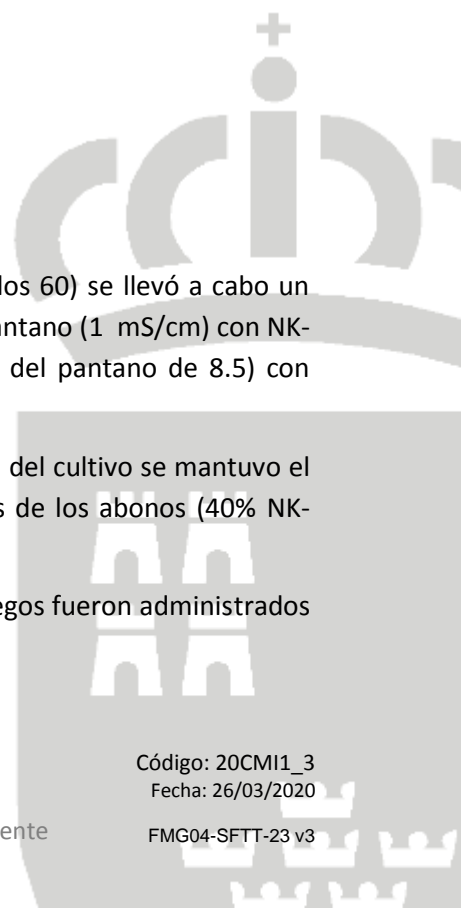 los 60) se llevó a cabo un
antano (1 mS/cm) con NK-
del pantano de 8.5) con
del cultivo se mantuvo el
s de los abonos (40% NK-
egos fueron administrados
Código: 20CMI1_3
Fecha: 26/03/2020
ente
FMG04-SFTT-23 v3